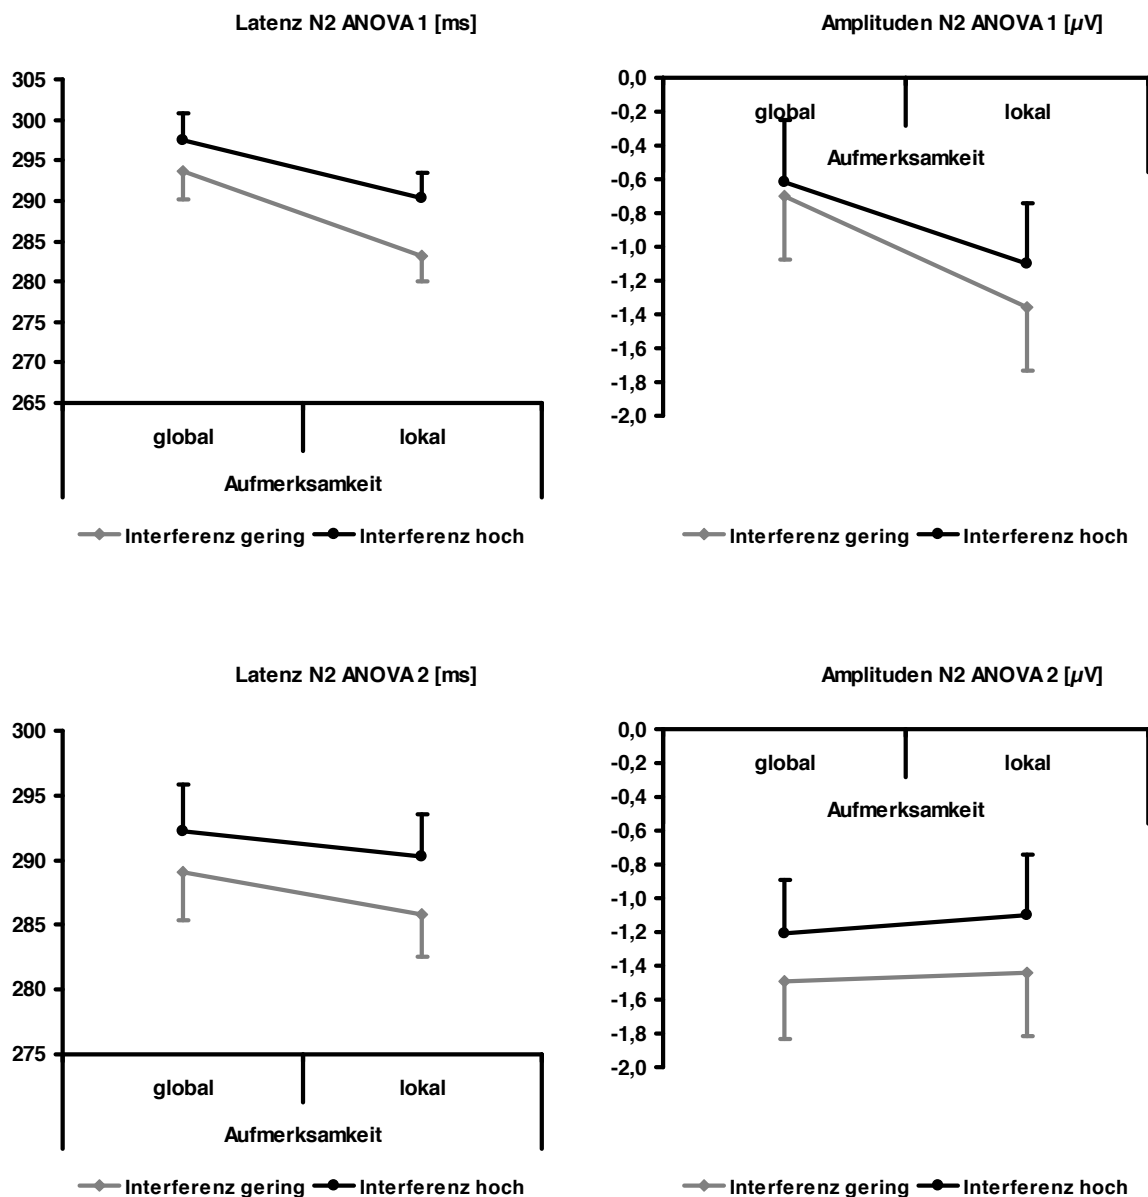 Latenz N2 ANOVA 1 [ms]
305
300
295
290
285
280
275
270
265
global lokal
Aufmerksamkeit
Interferenz gering Interferenz hoch
Amplituden N2 ANOVA 1 [µV]
0,0
-0,2
-0,4
-0,6
-0,8
-1,0
-1,2
-1,4
-1,6
-1,8
-2,0
global lokal
Aufmerksamkeit
Interferenz gering Interferenz hoch
Latenz N2 ANOVA 2 [ms]
300
295
290
285
280
275
global lokal
Aufmerksamkeit
Interferenz gering Interferenz hoch
Amplituden N2 ANOVA 2 [µV]
0,0
-0,2
-0,4
-0,6
-0,8
-1,0
-1,2
-1,4
-1,6
-1,8
-2,0
global lokal
Aufmerksamkeit
Interferenz gering Interferenz hoch